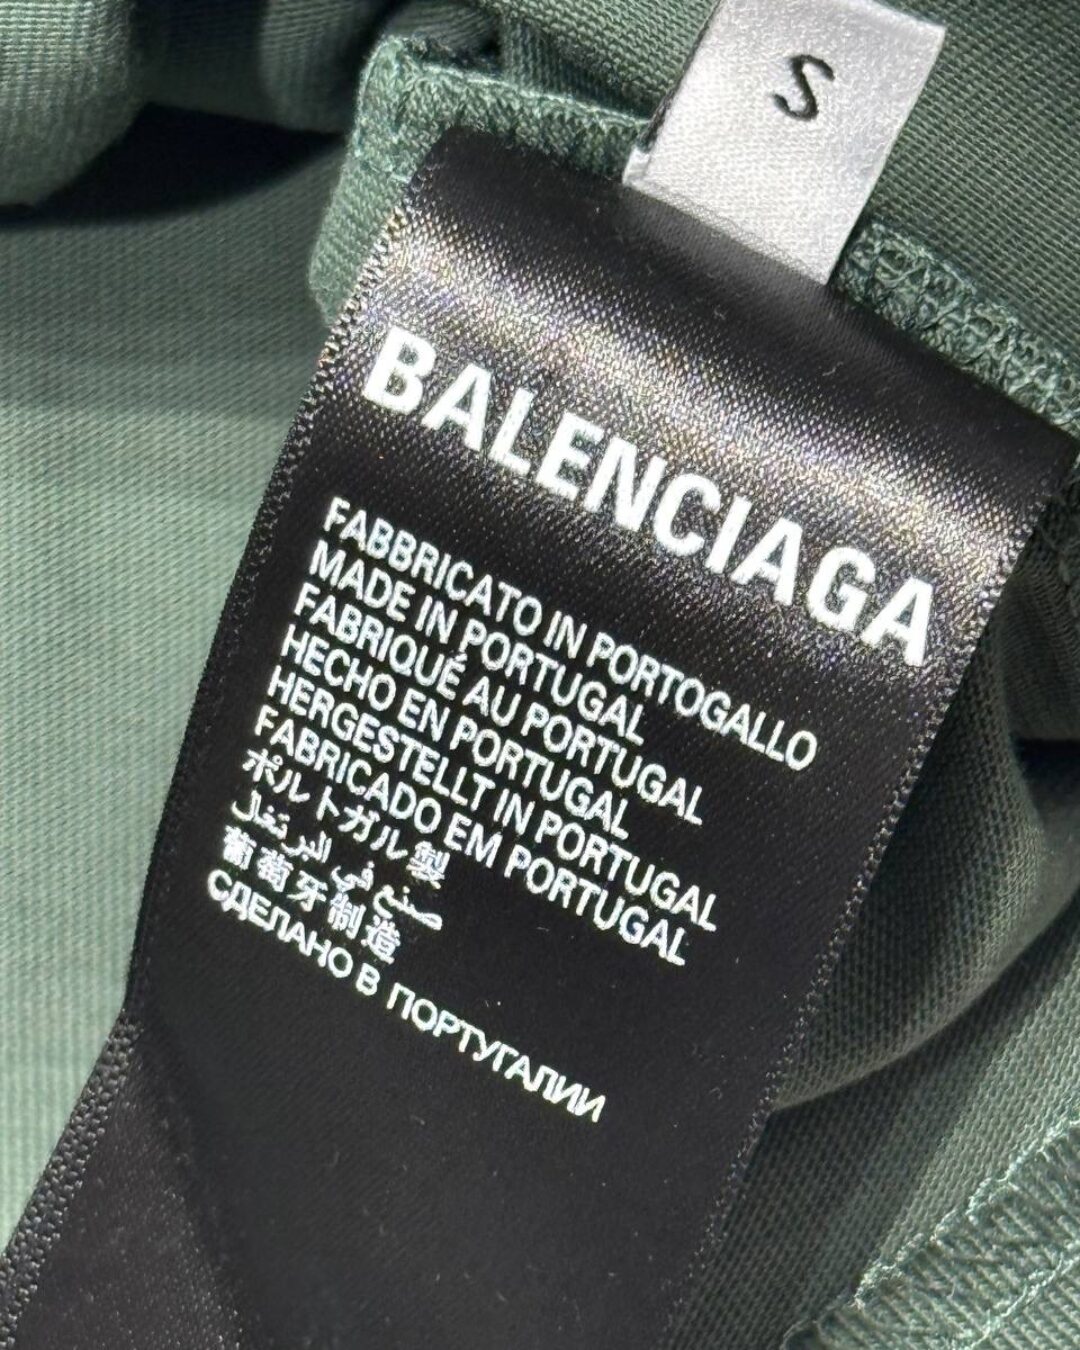 S
BALENCIAGA
FABBRICATO IN PORTOGALLO
MADE IN PORTUGAL
FABRIQUÉ AU PORTUGAL
HECHO EN PORTUGAL
HERGESTELLT IN PORTUGAL
FABRICADO EM PORTUGAL
ポルトガル製
صنع في البرتغال
葡萄牙制造
СДЕЛАНО В ПОРТУГАЛИИ